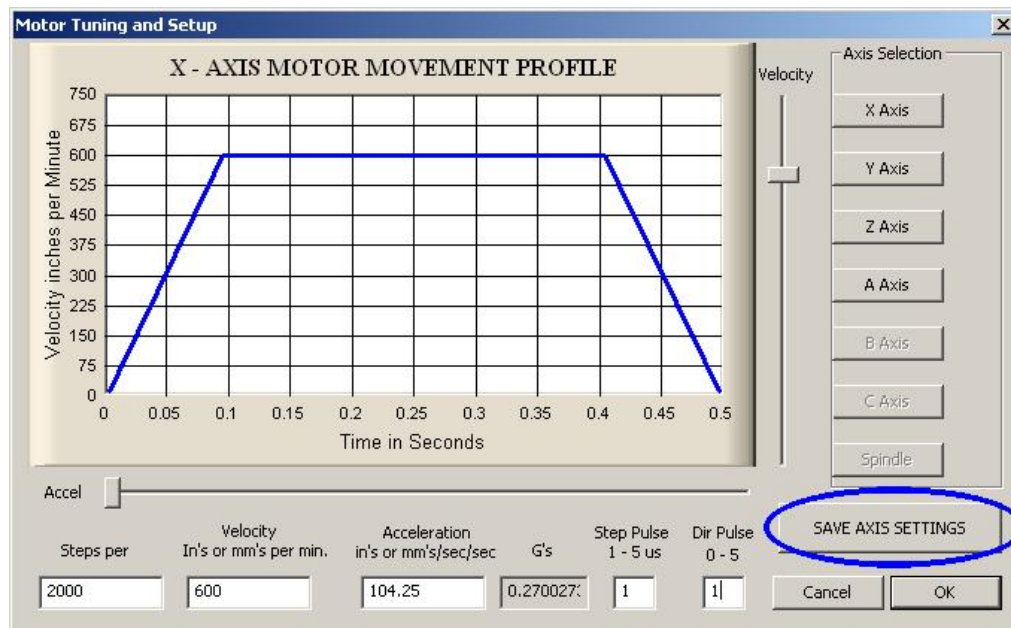 Motor Tuning and Setup
X - AXIS MOTOR MOVEMENT PROFILE
Velocity inches per Minute
750
675
600
525
450
375
300
225
150
75
0
0 0.05 0.1 0.15 0.2 0.25 0.3 0.35 0.4 0.45 0.5
Time in Seconds
Velocity
Axis Selection
X Axis
Y Axis
Z Axis
A Axis
B Axis
C Axis
Spindle
Accel
SAVE AXIS SETTINGS
Steps per
Velocity
In's or mm's per min.
Acceleration
in's or mm's/sec/sec
G's
Step Pulse
1 - 5 us
Dir Pulse
0 - 5
2000
600
104.25
0.270027
1
1
Cancel
OK